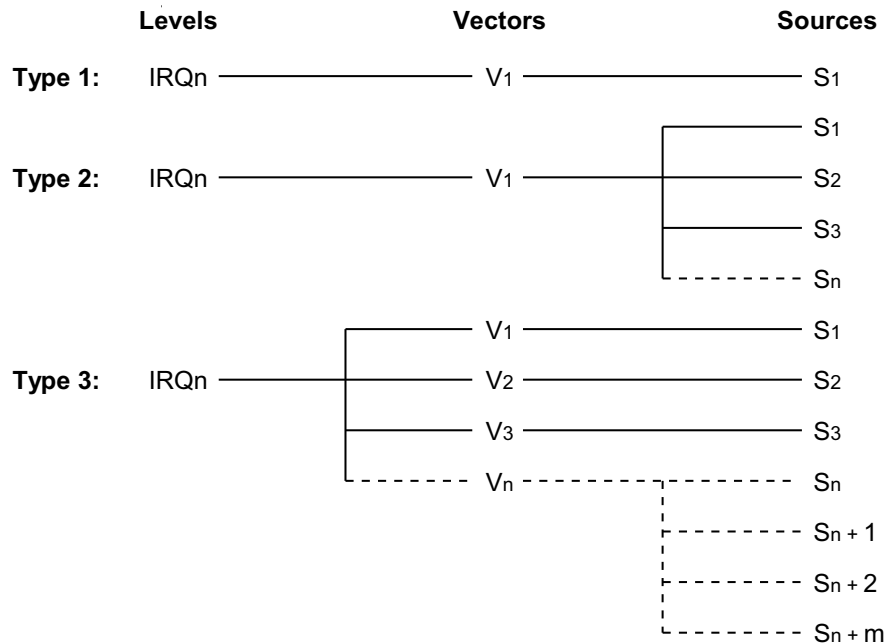 Levels Vectors Sources
Type 1: IRQn V1 S1
S1
Type 2: IRQn V1 S2
S3
Sn
V1 S1
Type 3: IRQn V2 S2
V3 S3
Vn Sn
Sn + 1
Sn + 2
Sn + m